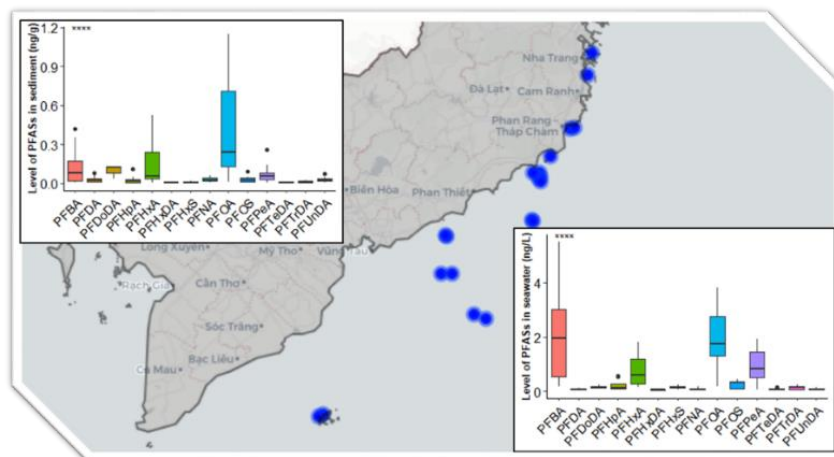 ****
Level of PFASs in sediment (ng/g)
1.2
0.9
0.6
0.3
0.0
PFBA
PFDA
PFDoDA
PFHpA
PFHxA
PFHxDA
PFHxS
PFNA
PFOA
PFOS
PFPeA
PFTeDA
PFTrDA
PFUnDA
Nha Trang
Đà Lạt
Cam Ranh
Phan Rang -
Tháp Chàm
Biên Hòa
Phan Thiết
Long Xuyên
Mỹ Tho
Vũng Tàu
Rạch Giá
Cần Thơ
Sóc Trăng
Bạc Liêu
Cà Mau
****
Level of PFASs in seawater (ng/L)
4
2
0
PFBA
PFDA
PFDoDA
PFHpA
PFHxA
PFHxDA
PFHxS
PFNA
PFOA
PFOS
PFPeA
PFTeDA
PFTrDA
PFUnDA